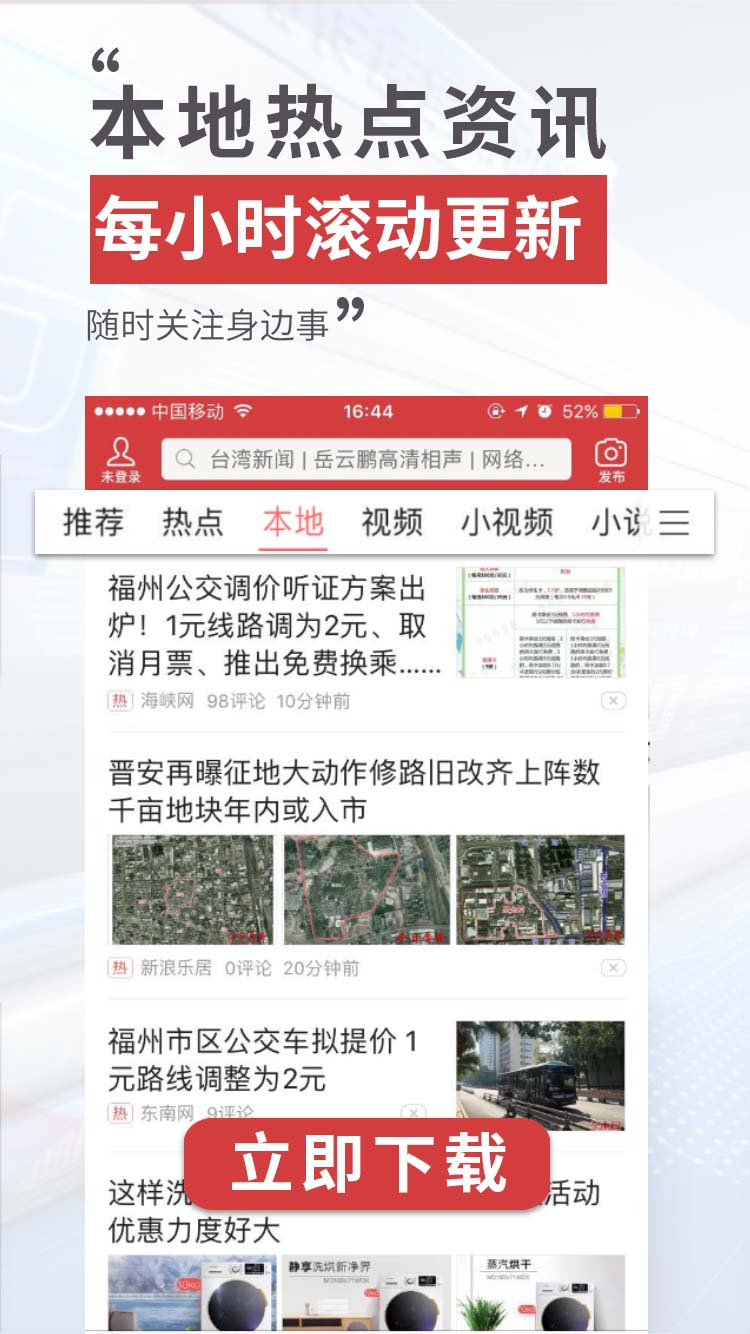 “
本地热点资讯
每小时滚动更新
随时关注身边事”
中国移动 16:44 52%
未登录 台湾新闻 | 岳云鹏高清相声 | 网络... 发布
推荐 热点 本地 视频 小视频 小说
福州公交调价听证方案出
炉！1元线路调为2元、取
消月票、推出免费换乘……
热 海峡网 98评论 10分钟前
晋安再曝征地大动作修路旧改齐上阵数
千亩地块年内或入市
热 新浪乐居 0评论 20分钟前
福州市区公交车拟提价 1
元路线调整为2元
热 东南网 9评论
立即下载
这样洗 活动
优惠力度好大
10KG
静享洗烘新净界
MD100V71WDX
蒸汽烘干
MD100V71WDX